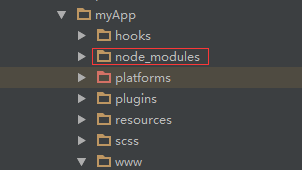 myApp
hooks
node_modules
platforms
plugins
resources
scss
www